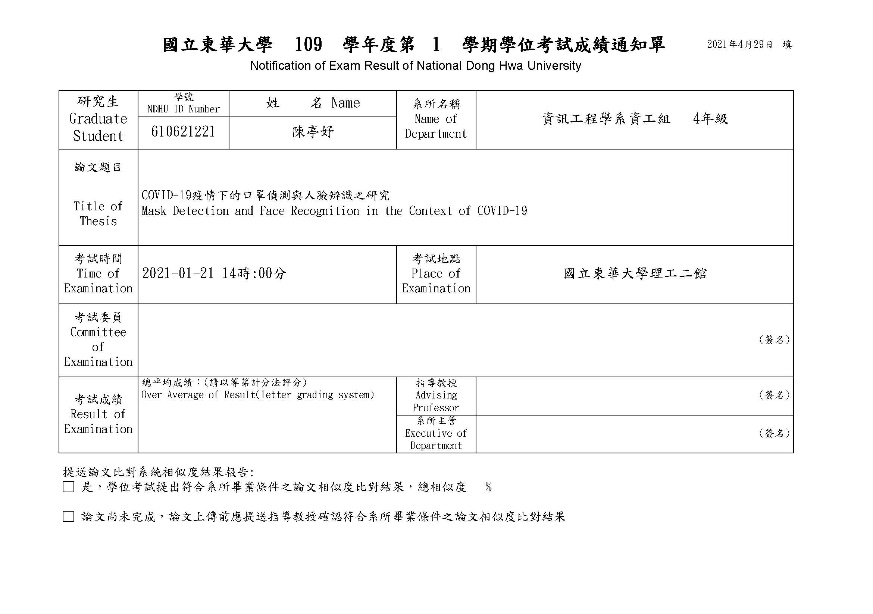 國立東華大學 109 學年度第 1 學期學位考試成績通知單
2021年4月29日 填
Notification of Exam Result of National Dong Hwa University
研究生
Graduate
Student
學號
NDHU ID Number
姓 名 Name
610621221
陳亭妤
系所名稱
Name of
Department
資訊工程學系資工組 4年級
論文題目
Title of
Thesis
COVID-19疫情下的口罩偵測與人臉辨識之研究
Mask Detection and Face Recognition in the Context of COVID-19
考試時間
Time of
Examination
2021-01-21 14時:00分
考試地點
Place of
Examination
國立東華大學理工二館
考試委員
Committee
of
Examination
(簽名)
考試成績
Result of
Examination
總平均成績：(請以等第計分法評分)
Over Average of Result(letter grading system)
指導教授
Advising
Professor
(簽名)
系所主管
Executive of
Department
(簽名)
提送論文比對系統相似度結果報告:
□ 是，學位考試提出符合系所畢業條件之論文相似度比對結果，總相似度 %
□ 論文尚未完成，論文上傳前應提送指導教授確認符合系所畢業條件之論文相似度比對結果